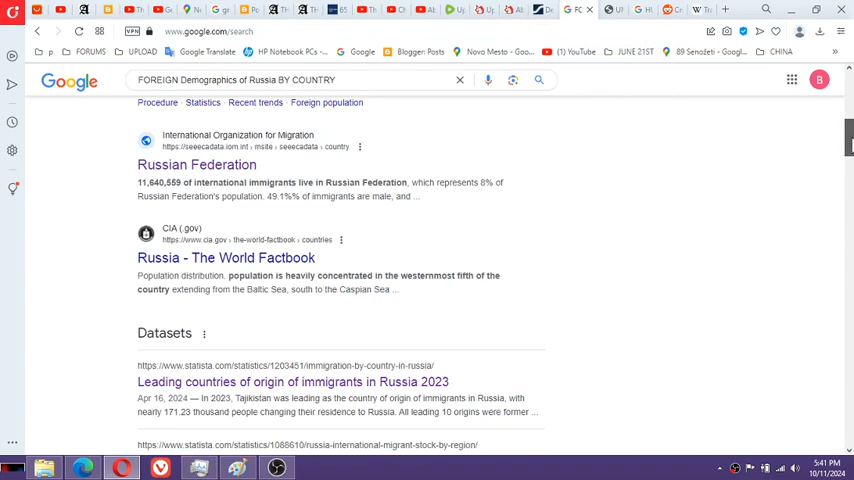 www.google.com/search
VPN
p
FORUMS
UPLOAD
Google Translate
HP Notebook PCs -...
Google
Blogger: Posts
Novo Mesto - Googl...
(1) YouTube
JUNE 21ST
89 Senožeti - Googl...
CHINA
Google
FOREIGN Demographics of Russia BY COUNTRY
B
Procedure · Statistics · Recent trends · Foreign population
International Organization for Migration
https://seeecadata.iom.int › msite › seeecadata › country
Russian Federation
11,640,559 of international immigrants live in Russian Federation, which represents 8% of
Russian Federation's population. 49.1%% of immigrants are male, and ...
CIA (.gov)
https://www.cia.gov › the-world-factbook › countries
Russia - The World Factbook
Population distribution. population is heavily concentrated in the westernmost fifth of the
country extending from the Baltic Sea, south to the Caspian Sea ...
Datasets
https://www.statista.com/statistics/1203451/immigration-by-country-in-russia/
Leading countries of origin of immigrants in Russia 2023
Apr 16, 2024 — In 2023, Tajikistan was leading as the country of origin of immigrants in Russia, with
nearly 171.23 thousand people changing their residence to Russia. All leading 10 origins were former ...
https://www.statista.com/statistics/1088610/russia-international-migrant-stock-by-region/
5:41 PM
10/11/2024